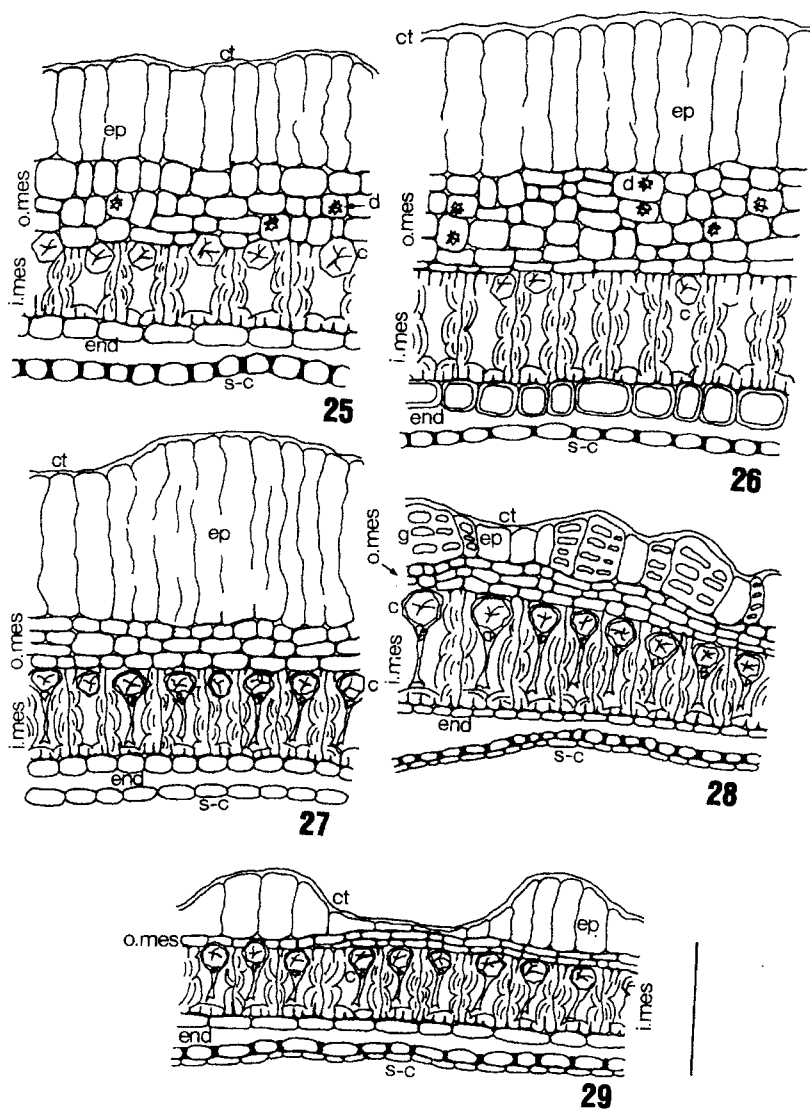 ct
ep
o.mes
d
c
i.mes
end
s-c
25
ct
ep
d
o.mes
c
i.mes
end
s-c
26
ct
ep
o.mes
c
i.mes
end
s-c
27
o.mes
g
ep
ct
c
i.mes
end
s-c
28
ct
ep
o.mes
c
i.mes
end
s-c
29